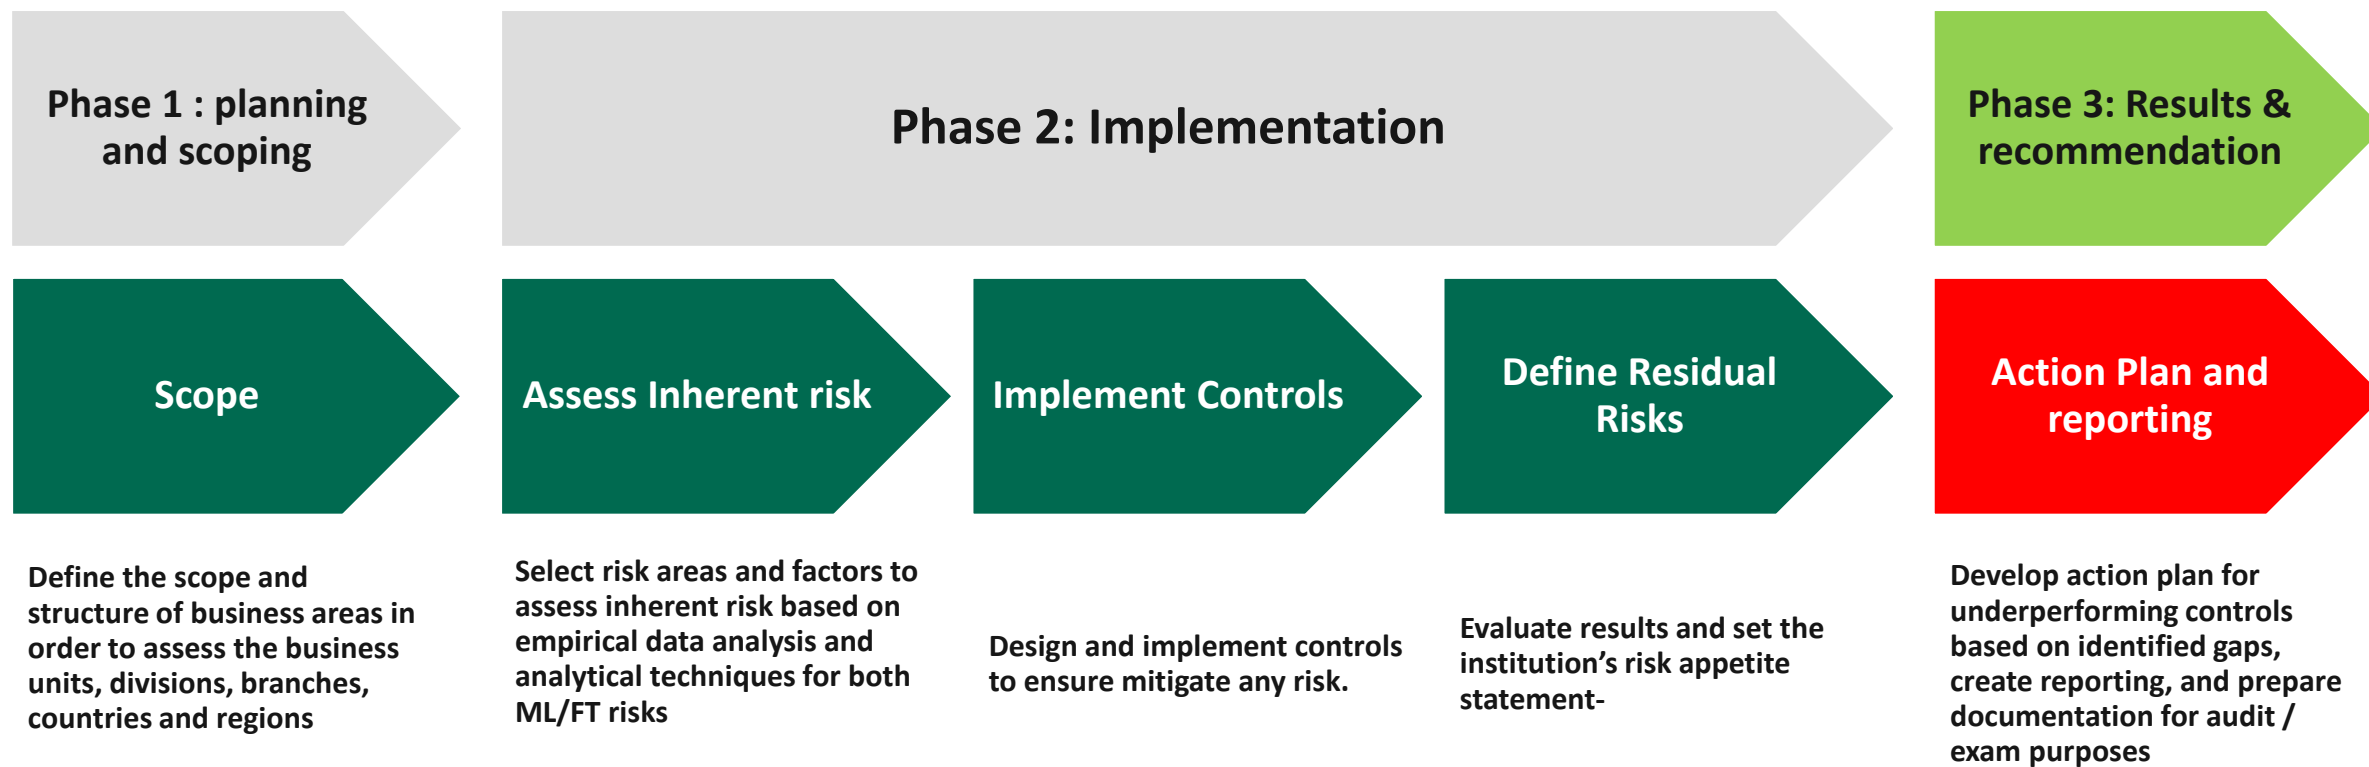 Phase 1 : planning
and scoping
Phase 2: Implementation
Phase 3: Results &
recommendation
Scope
Assess Inherent risk
Implement Controls
Define Residual
Risks
Action Plan and
reporting
Define the scope and
structure of business areas in
order to assess the business
units, divisions, branches,
countries and regions
Select risk areas and factors to
assess inherent risk based on
empirical data analysis and
analytical techniques for both
ML/FT risks
Design and implement controls
to ensure mitigate any risk.
Evaluate results and set the
institution’s risk appetite
statement-
Develop action plan for
underperforming controls
based on identified gaps,
create reporting, and prepare
documentation for audit /
exam purposes